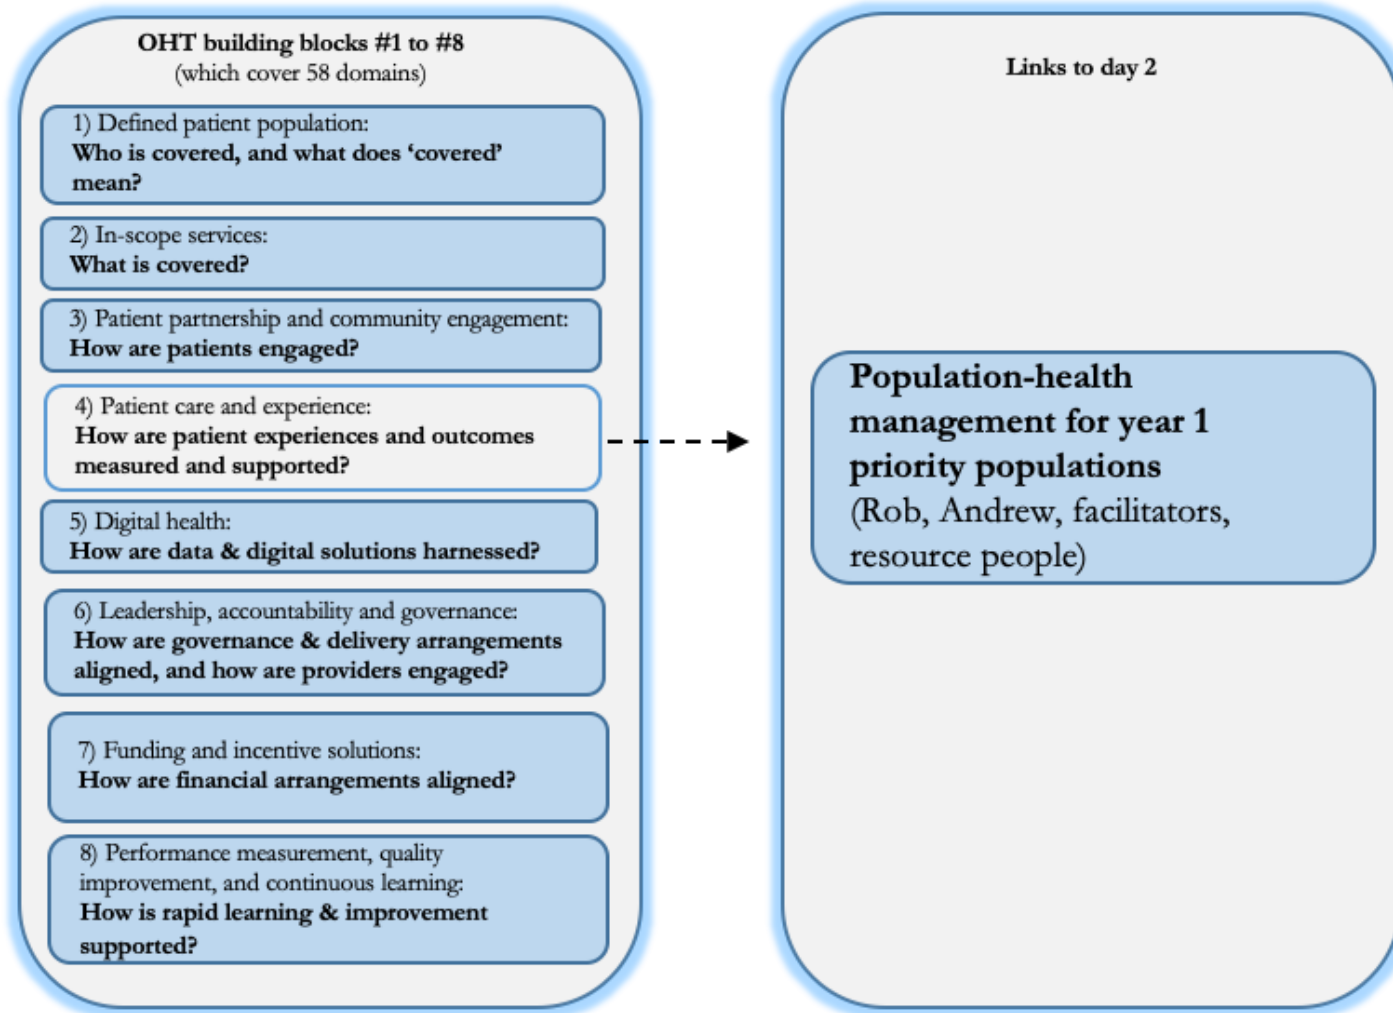 OHT building blocks #1 to #8
(which cover 58 domains)
1) Defined patient population:
Who is covered, and what does ‘covered’
mean?
2) In-scope services:
What is covered?
3) Patient partnership and community engagement:
How are patients engaged?
4) Patient care and experience:
How are patient experiences and outcomes
measured and supported?
5) Digital health:
How are data & digital solutions harnessed?
6) Leadership, accountability and governance:
How are governance & delivery arrangements
aligned, and how are providers engaged?
7) Funding and incentive solutions:
How are financial arrangements aligned?
8) Performance measurement, quality
improvement, and continuous learning:
How is rapid learning & improvement
supported?
Links to day 2
Population-health
management for year 1
priority populations
(Rob, Andrew, facilitators,
resource people)